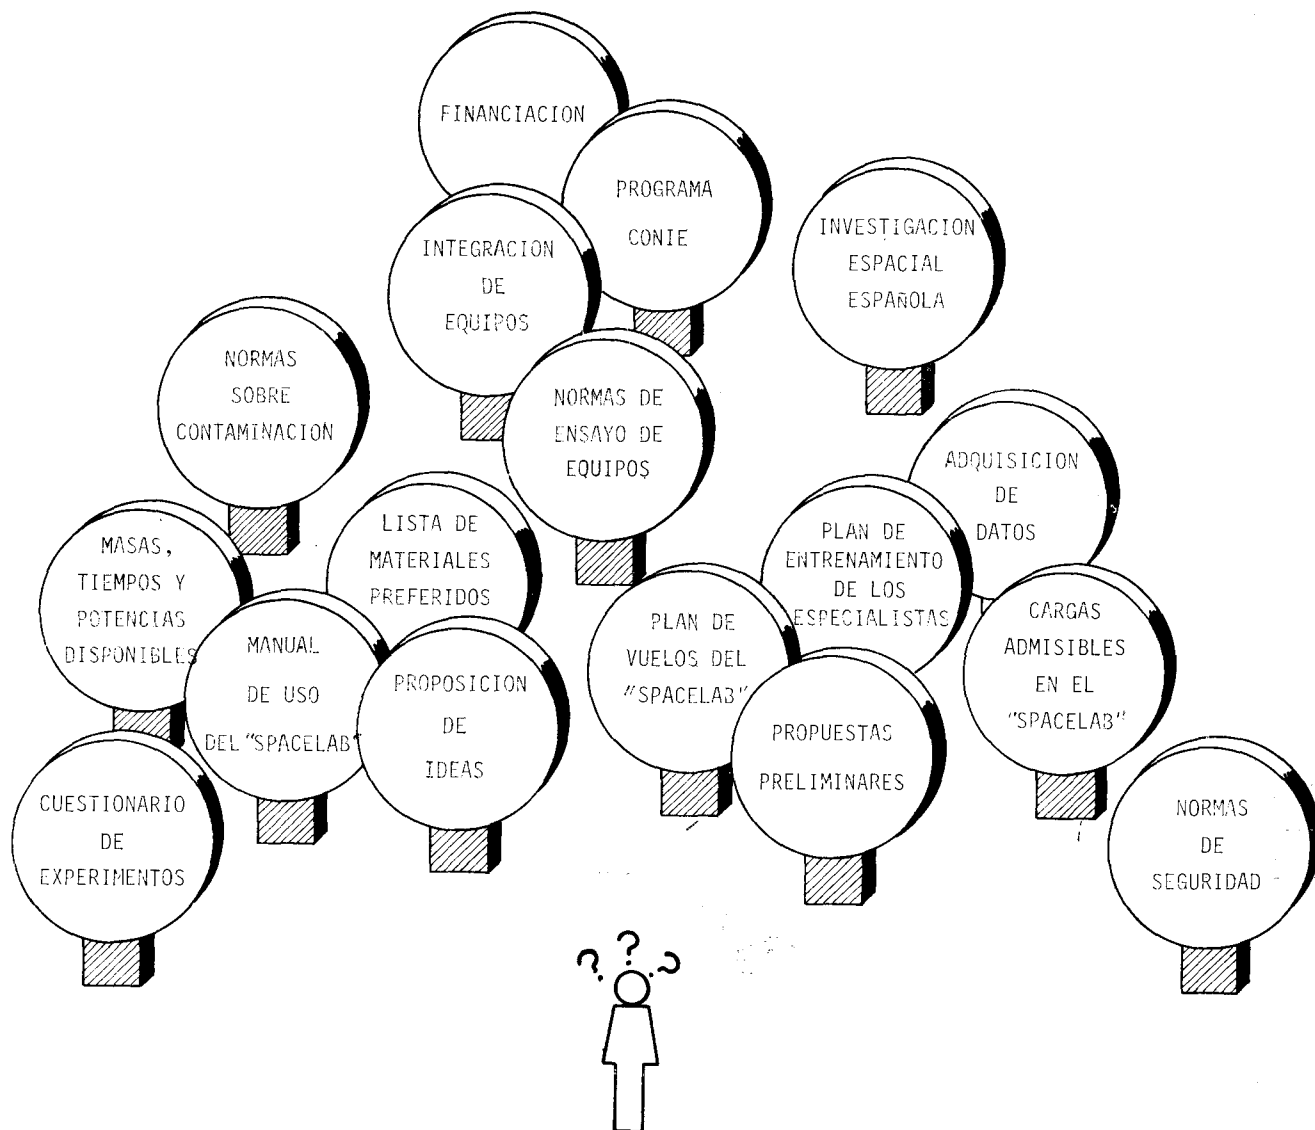 FINANCIACION
PROGRAMA
CONIE
INVESTIGACION
ESPACIAL
ESPAÑOLA
INTEGRACION
DE
EQUIPOS
NORMAS
SOBRE
CONTAMINACION
NORMAS DE
ENSAYO DE
EQUIPOS
ADQUISICION
DE
DATOS
LISTA DE
MATERIALES
PREFERIDOS
PLAN DE
ENTRENAMIENTO
DE LOS
ESPECIALISTAS
MASAS,
TIEMPOS Y
POTENCIAS
DISPONIBLES
MANUAL
DE USO
DEL "SPACELAB"
PROPOSICION
DE
IDEAS
PLAN DE
VUELOS DEL
"SPACELAB"
CARGAS
ADMISIBLES
EN EL
"SPACELAB"
PROPUESTAS
PRELIMINARES
CUESTIONARIO
DE
EXPERIMENTOS
NORMAS
DE
SEGURIDAD
? ? ?